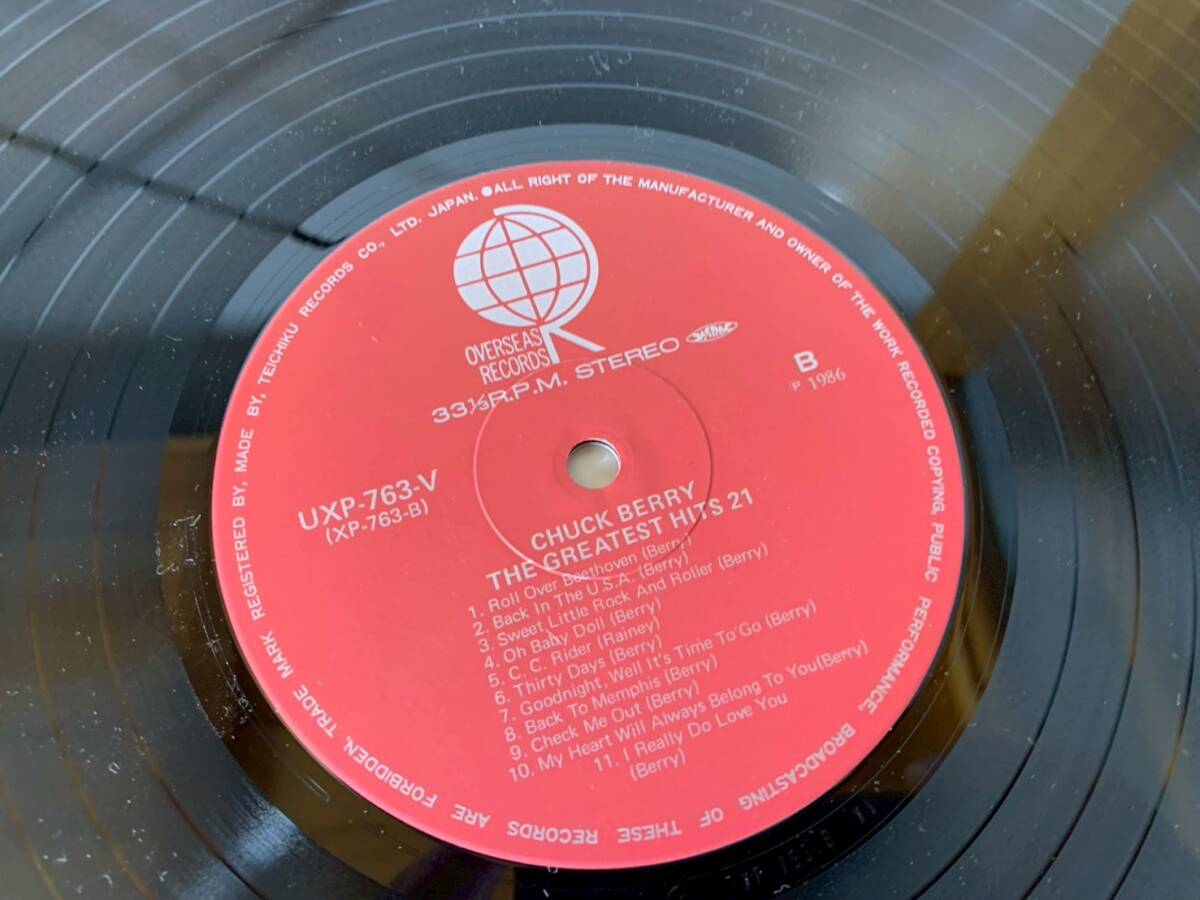 TRADE MARK REGISTERED BY, MADE BY, TEICHIKU RECORDS CO., LTD. JAPAN. ●ALL RIGHT OF THE MANUFACTURER AND OWNER OF THE WORK RECORDED COPYING, PUBLIC PERFORMANCE, BROADCASTING OF THESE RECORDS ARE FORBIDDEN.
OVERSEAS
RECORDS
33⅓R.P.M. STEREO
B
Ⓟ 1986
UXP-763-V
(XP-763-B)
CHUCK BERRY
THE GREATEST HITS 21
1. Roll Over Beethoven (Berry)
2. Back In The U.S.A. (Berry)
3. Sweet Little Rock And Roller (Berry)
4. Oh Baby Doll (Berry)
5. C. C. Rider (Rainey)
6. Thirty Days (Berry)
7. Goodnight, Well It's Time To Go (Berry)
8. Back To Memphis (Berry)
9. Check Me Out (Berry)
10. My Heart Will Always Belong To You(Berry)
11. I Really Do Love You
(Berry)